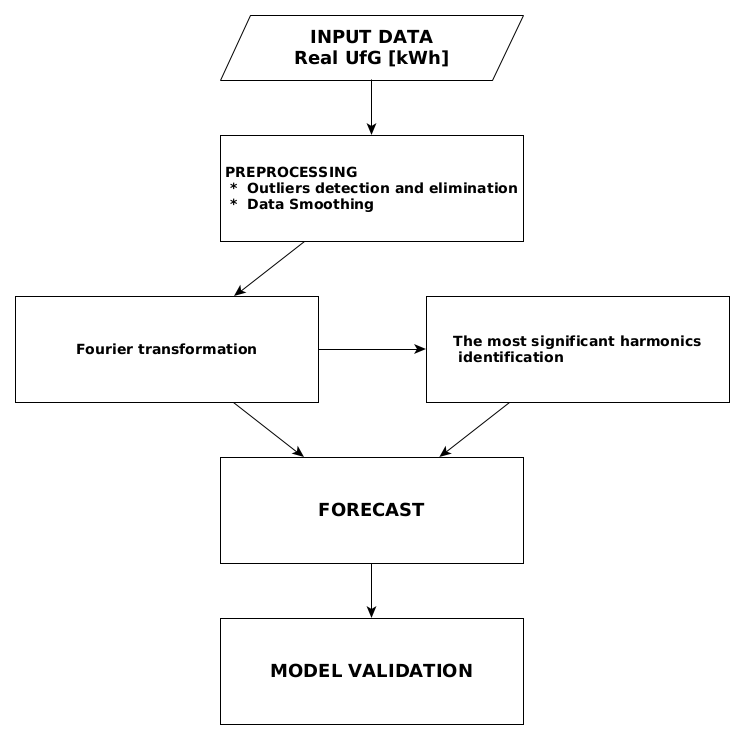 INPUT DATA
Real UfG [kWh]
PREPROCESSING
* Outliers detection and elimination
* Data Smoothing
Fourier transformation
The most significant harmonics
identification
FORECAST
MODEL VALIDATION